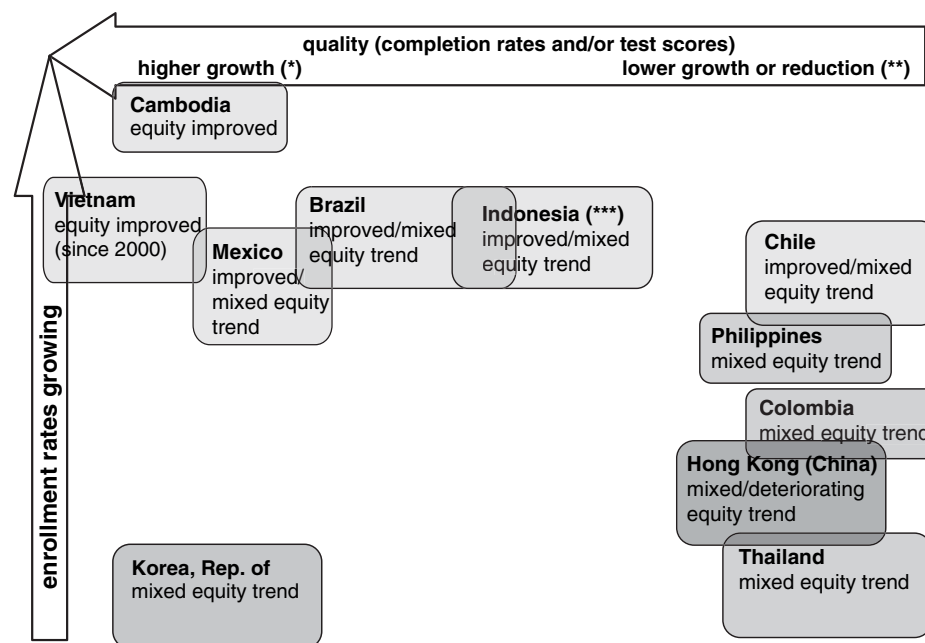 quality (completion rates and/or test scores)
higher growth (*)
lower growth or reduction (**)
Cambodia
equity improved
Vietnam
equity improved
(since 2000)
Mexico
improved/
mixed equity
trend
Brazil
improved/mixed
equity trend
Indonesia (***)
improved/mixed
equity trend
Chile
improved/mixed
equity trend
Philippines
mixed equity trend
Colombia
mixed equity trend
Hong Kong (China)
mixed/deteriorating
equity trend
Thailand
mixed equity trend
Korea, Rep. of
mixed equity trend
enrollment rates growing